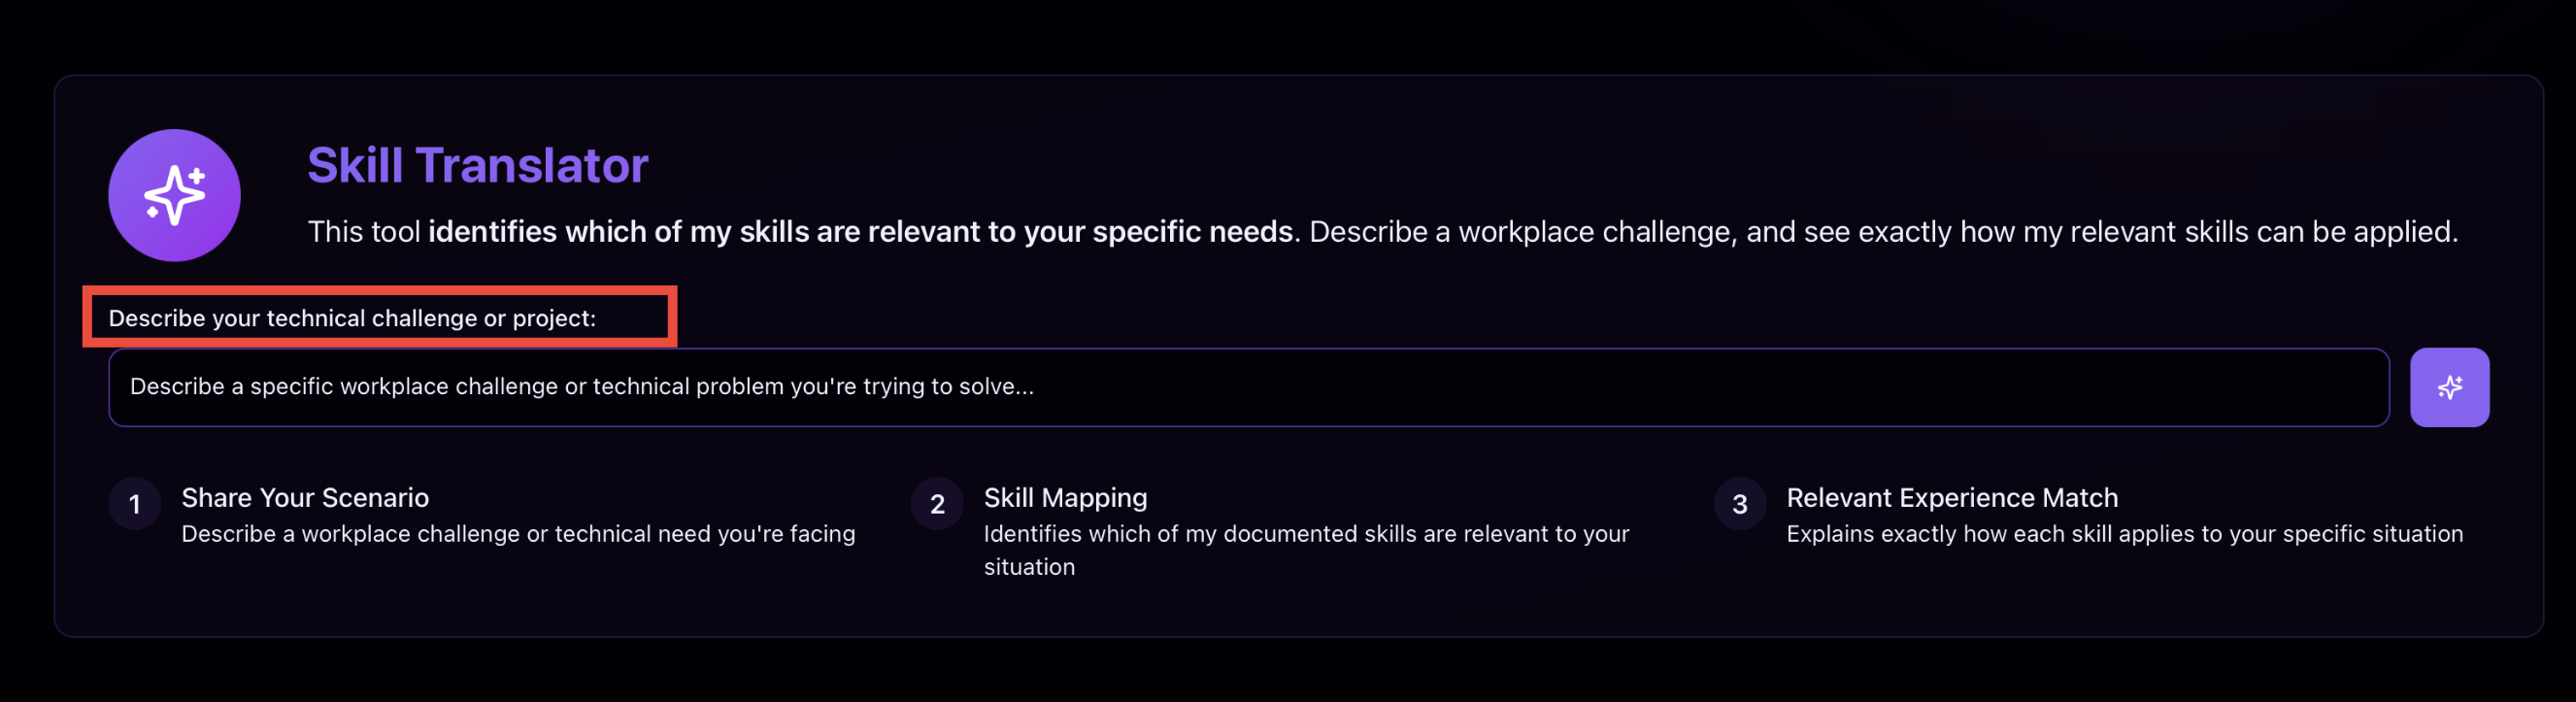 Skill Translator
This tool identifies which of my skills are relevant to your specific needs. Describe a workplace challenge, and see exactly how my relevant skills can be applied.
Describe your technical challenge or project:
Describe a specific workplace challenge or technical problem you're trying to solve...
1
Share Your Scenario
Describe a workplace challenge or technical need you're facing
2
Skill Mapping
Identifies which of my documented skills are relevant to your
situation
3
Relevant Experience Match
Explains exactly how each skill applies to your specific situation